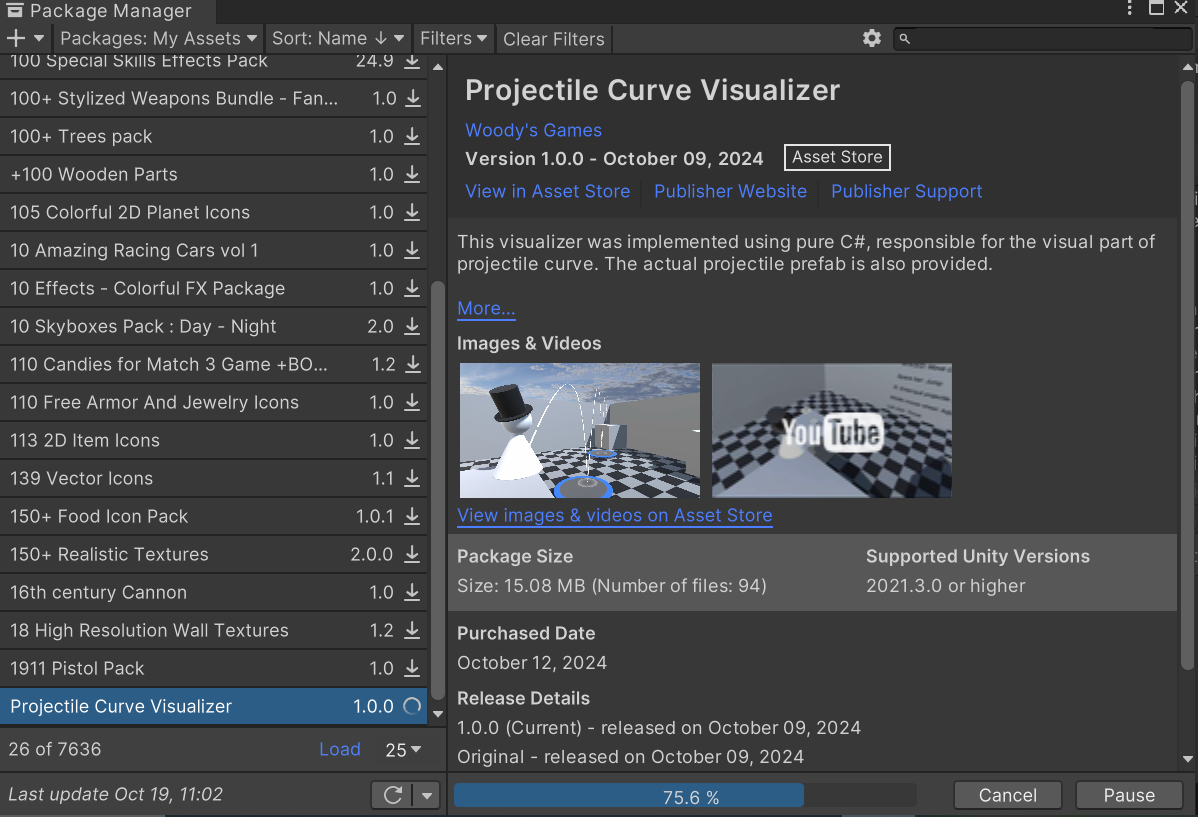 Package Manager
Packages: My Assets
Sort: Name ↓
Filters
Clear Filters
100 Special Skills Effects Pack 24.9
100+ Stylized Weapons Bundle - Fan... 1.0
100+ Trees pack 1.0
+100 Wooden Parts 1.0
105 Colorful 2D Planet Icons 1.0
10 Amazing Racing Cars vol 1 1.0
10 Effects - Colorful FX Package 1.0
10 Skyboxes Pack : Day - Night 2.0
110 Candies for Match 3 Game +BO... 1.2
110 Free Armor And Jewelry Icons 1.0
113 2D Item Icons 1.0
139 Vector Icons 1.1
150+ Food Icon Pack 1.0.1
150+ Realistic Textures 2.0.0
16th century Cannon 1.0
18 High Resolution Wall Textures 1.2
1911 Pistol Pack 1.0
Projectile Curve Visualizer 1.0.0
26 of 7636 Load 25
Last update Oct 19, 11:02
Projectile Curve Visualizer
Woody's Games
Version 1.0.0 - October 09, 2024 Asset Store
View in Asset Store Publisher Website Publisher Support
This visualizer was implemented using pure C#, responsible for the visual part of
projectile curve. The actual projectile prefab is also provided.
More...
Images & Videos
YouTube
View images & videos on Asset Store
Package Size Supported Unity Versions
Size: 15.08 MB (Number of files: 94) 2021.3.0 or higher
Purchased Date
October 12, 2024
Release Details
1.0.0 (Current) - released on October 09, 2024
Original - released on October 09, 2024
75.6 % Cancel Pause